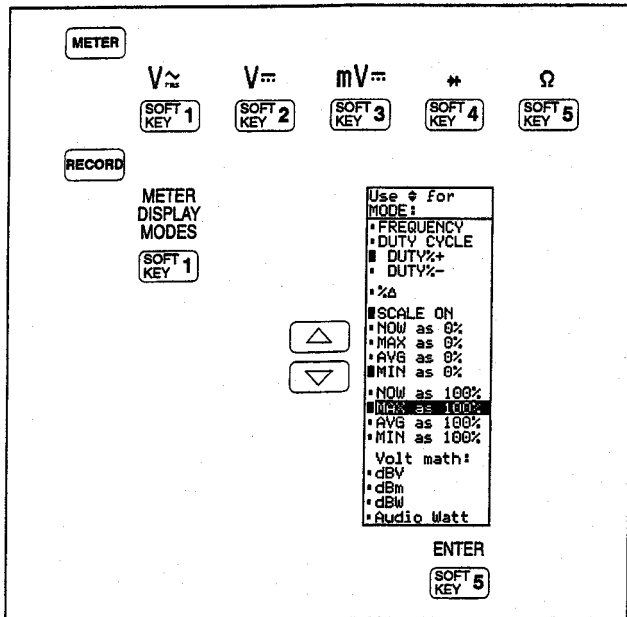 METER
V~ rms V⎓ mV⎓ Ω
SOFT KEY 1 SOFT KEY 2 SOFT KEY 3 SOFT KEY 4 SOFT KEY 5
RECORD
METER
DISPLAY
MODES
SOFT KEY 1
Use ♦ for
MODE:
FREQUENCY
DUTY CYCLE
DUTY%+
DUTY%-
%Δ
SCALE ON
NOW as 0%
MAX as 0%
AVG as 0%
MIN as 0%
NOW as 100%
MAX as 100%
AVG as 100%
MIN as 100%
Volt math:
dBV
dBm
dBW
Audio Watt
ENTER
SOFT KEY 5